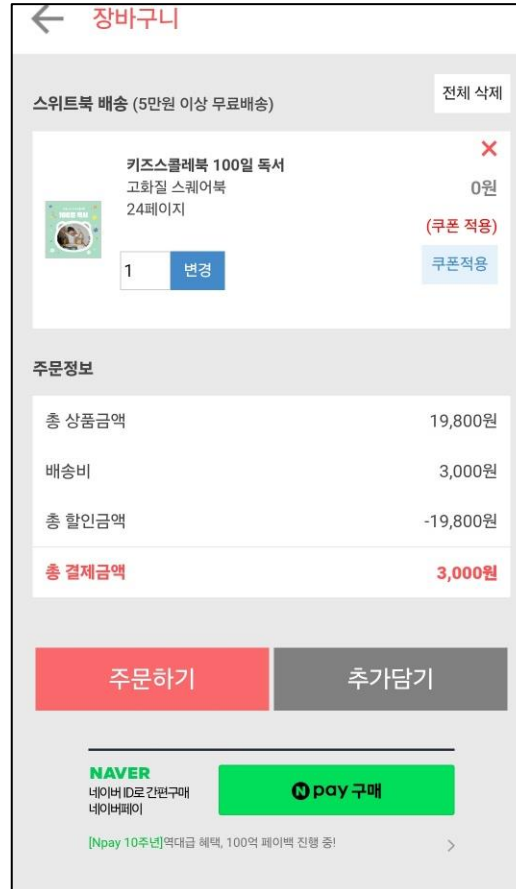 장바구니
스위트북 배송 (5만원 이상 무료배송)
전체 삭제
키즈스콜레북 100일 독서
고화질 스퀘어북
24페이지
0원
(쿠폰 적용)
쿠폰적용
1
변경
주문정보
총 상품금액 19,800원
배송비 3,000원
총 할인금액 -19,800원
총 결제금액 3,000원
주문하기
추가담기
NAVER
네이버 ID로 간편구매
네이버페이
N pay 구매
[Npay 10주년]역대급 혜택, 100억 페이백 진행 중!